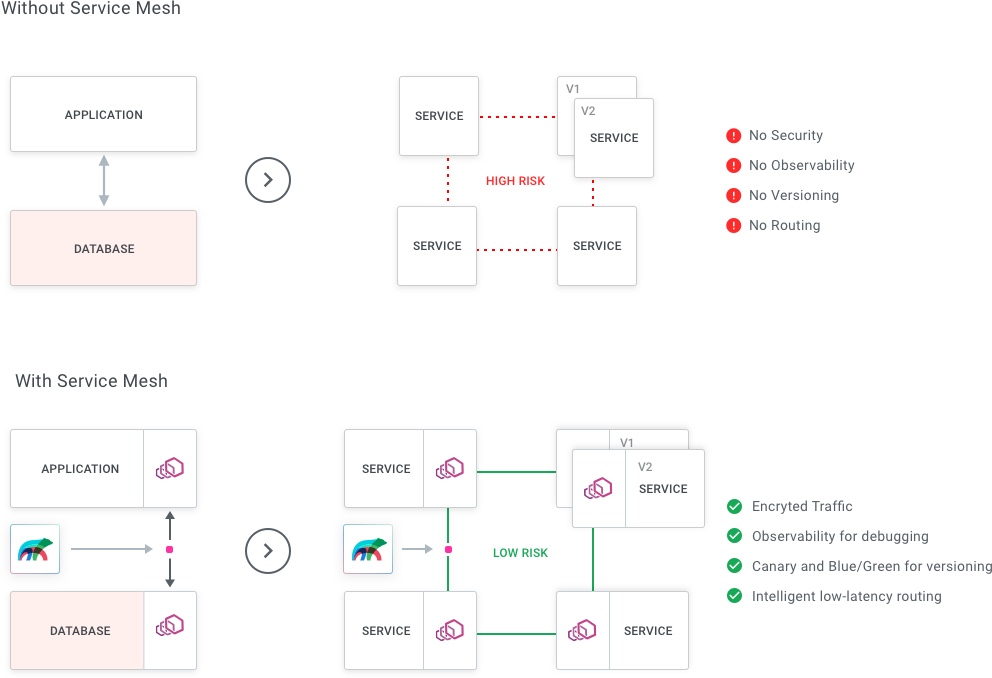 Without Service Mesh
APPLICATION
DATABASE
SERVICE
V1
V2
SERVICE
HIGH RISK
SERVICE
SERVICE
No Security
No Observability
No Versioning
No Routing
With Service Mesh
APPLICATION
DATABASE
SERVICE
V1
V2
SERVICE
LOW RISK
SERVICE
SERVICE
Encryted Traffic
Observability for debugging
Canary and Blue/Green for versioning
Intelligent low-latency routing